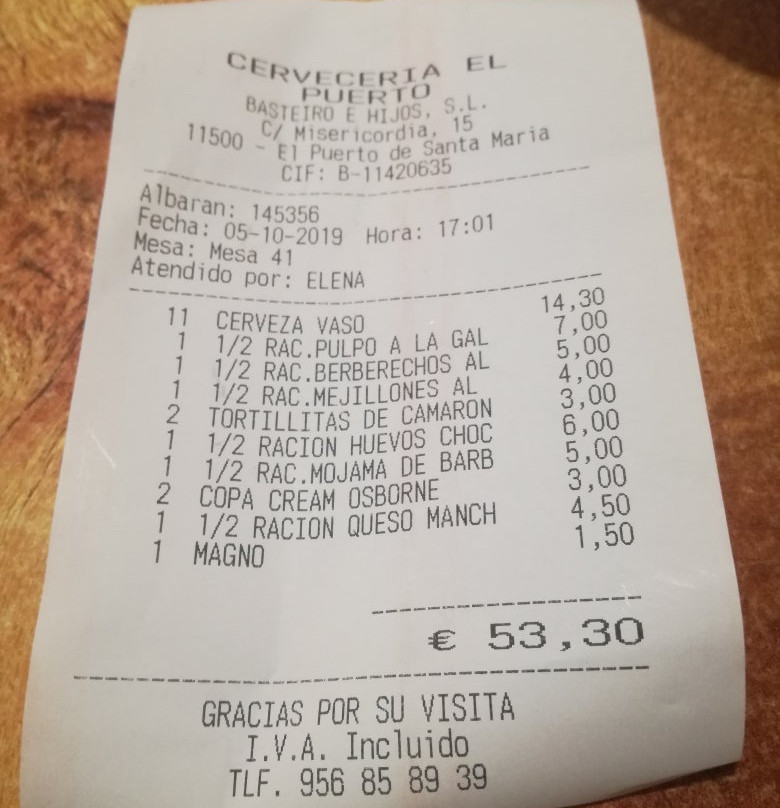 CERVECERIA EL
PUERTO
BASTEIRO E HIJOS, S.L.
C/ Misericordia, 15
11500 - El Puerto de Santa Maria
CIF: B-11420635
Albaran: 145356
Fecha: 05-10-2019 Hora: 17:01
Mesa: Mesa 41
Atendido por: ELENA
11 CERVEZA VASO 14,30
1 1/2 RAC.PULPO A LA GAL 7,00
1 1/2 RAC.BERBERECHOS AL 5,00
1 1/2 RAC.MEJILLONES AL 4,00
2 TORTILLITAS DE CAMARON 3,00
1 1/2 RACION HUEVOS CHOC 6,00
1 1/2 RAC.MOJAMA DE BARB 5,00
2 COPA CREAM OSBORNE 3,00
1 1/2 RACION QUESO MANCH 4,50
1 MAGNO 1,50
€ 53,30
GRACIAS POR SU VISITA
I.V.A. Incluido
TLF. 956 85 89 39